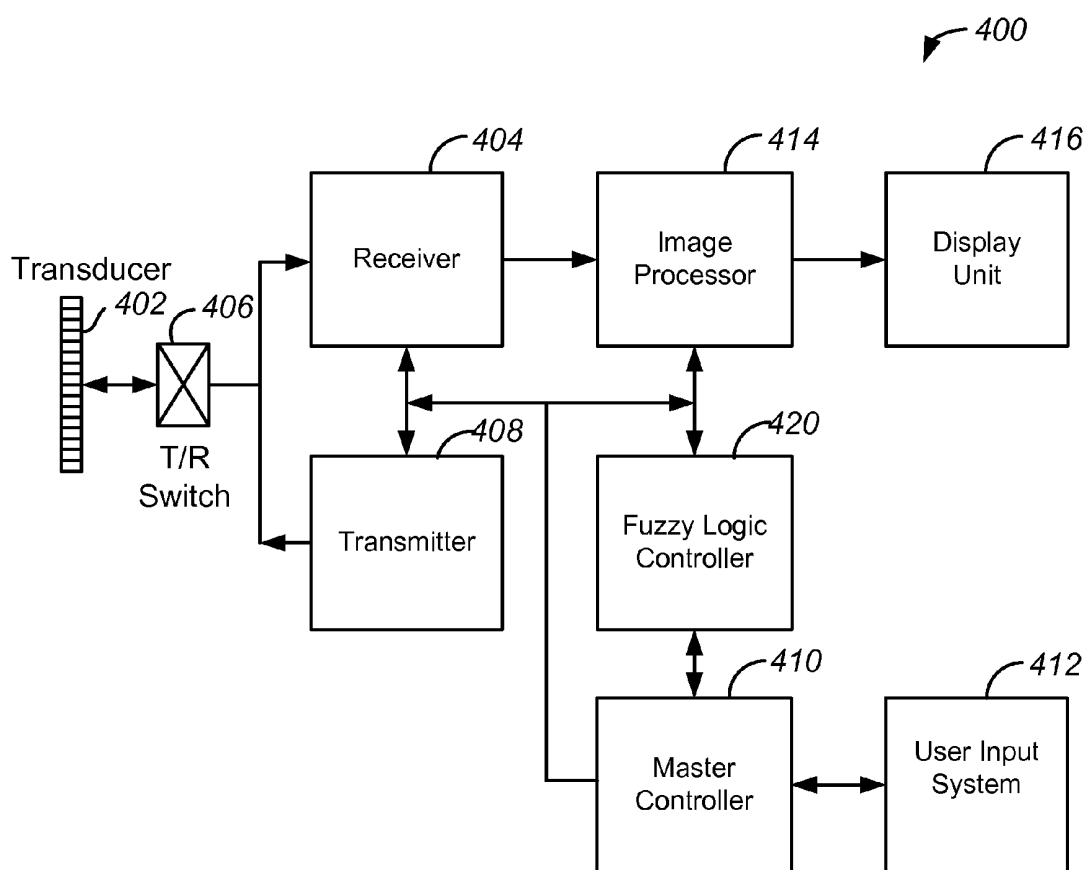 400
404
414
416
Receiver
Image
Processor
Display
Unit
Transducer
402
406
T/R
Switch
408
420
Transmitter
Fuzzy Logic
Controller
410
412
Master
Controller
User Input
System